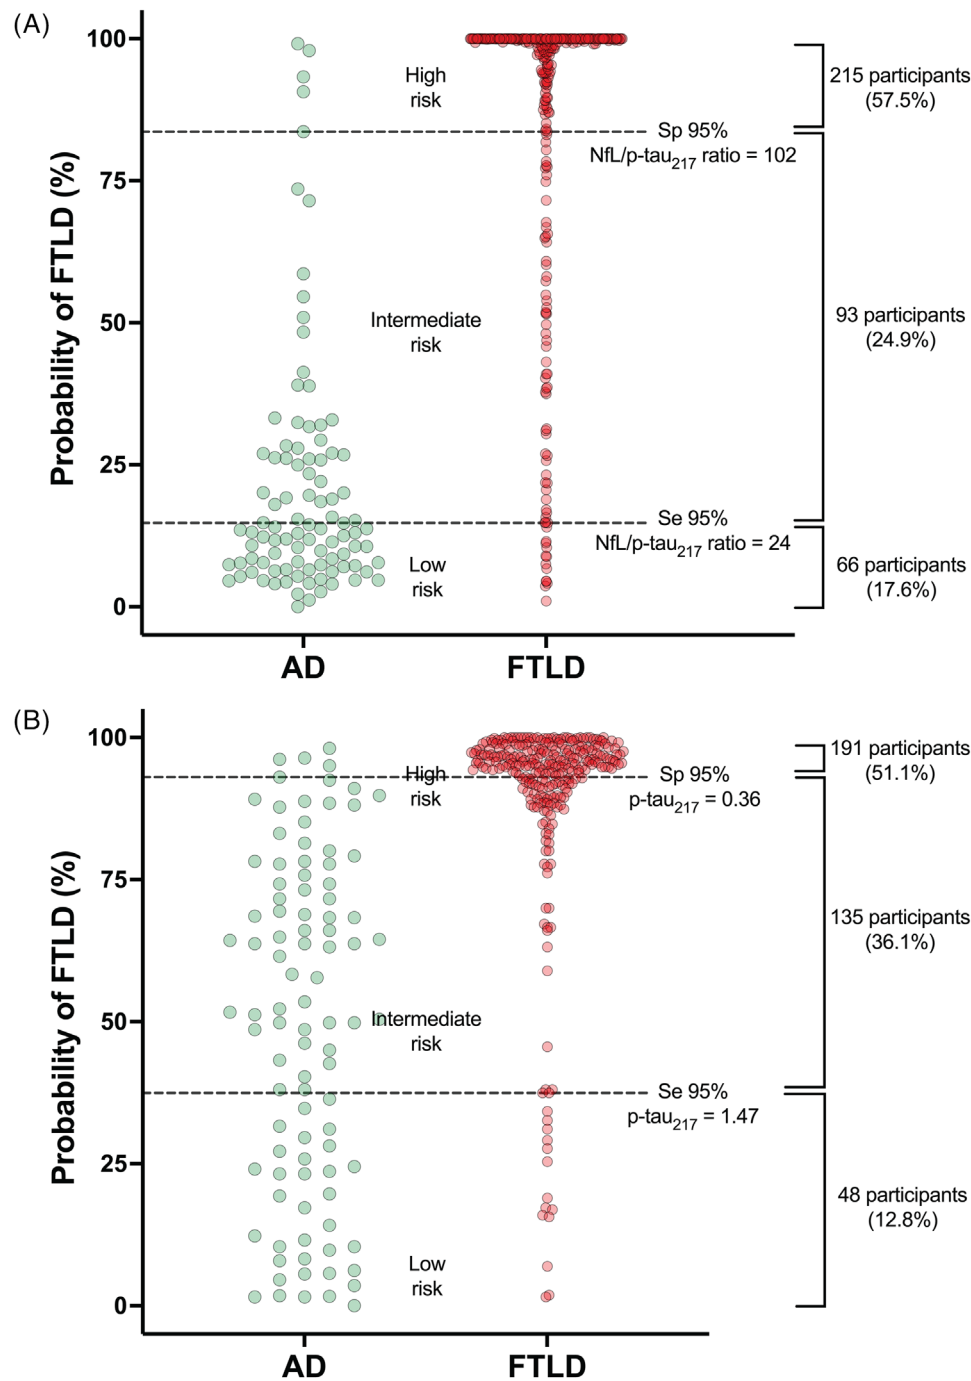 (A)
Probability of FTLD (%)
100
75
50
25
0
High
risk
Sp 95%
NfL/p-tau217 ratio = 102
Intermediate
risk
Se 95%
NfL/p-tau217 ratio = 24
Low
risk
215 participants
(57.5%)
93 participants
(24.9%)
66 participants
(17.6%)
AD
FTLD
(B)
Probability of FTLD (%)
100
75
50
25
0
High
risk
Sp 95%
p-tau217 = 0.36
Intermediate
risk
Se 95%
p-tau217 = 1.47
Low
risk
191 participants
(51.1%)
135 participants
(36.1%)
48 participants
(12.8%)
AD
FTLD